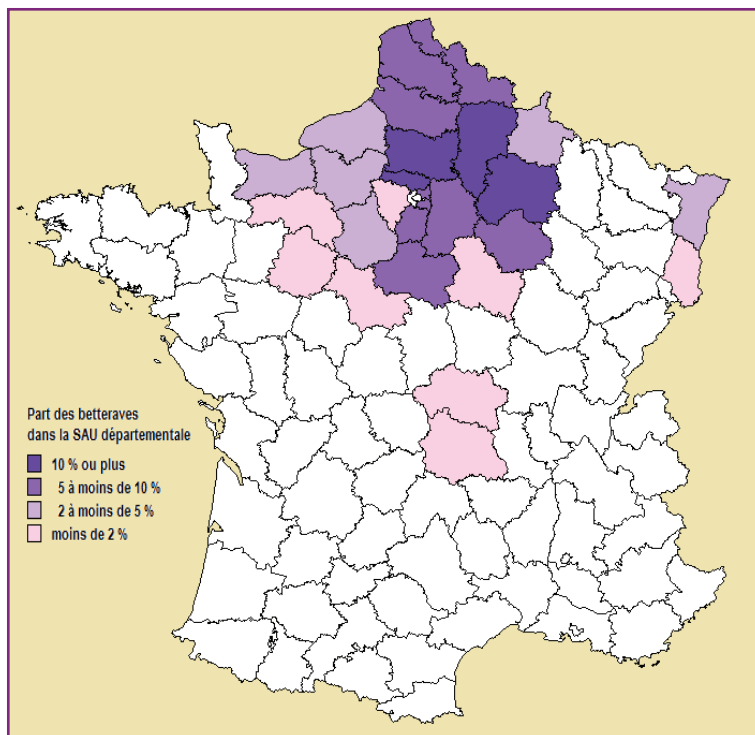 Part des betteraves
dans la SAU départementale
10 % ou plus
5 à moins de 10 %
2 à moins de 5 %
moins de 2 %